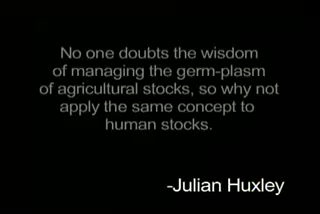 No one doubts the wisdom
of managing the germ-plasm
of agricultural stocks, so why not
apply the same concept to
human stocks.
-Julian Huxley